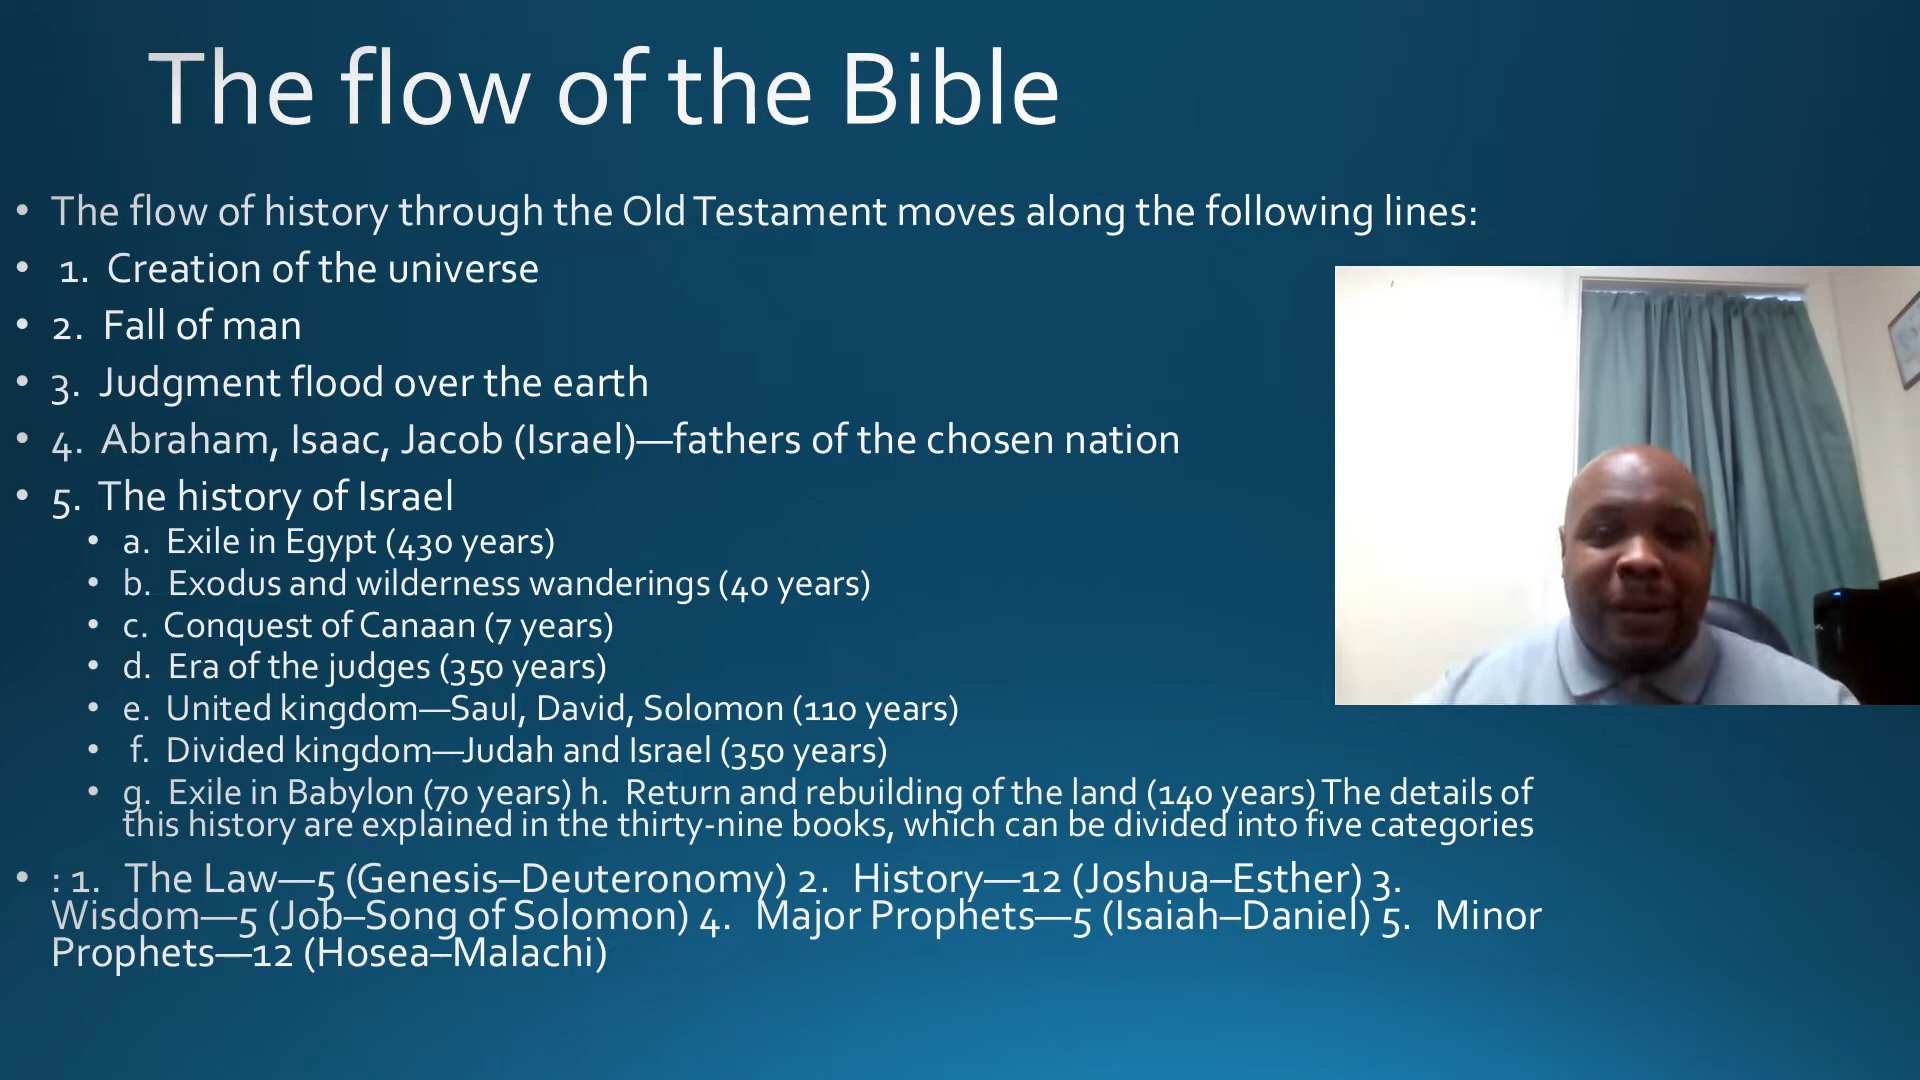 The flow of the Bible
• The flow of history through the Old Testament moves along the following lines:
• 1. Creation of the universe
• 2. Fall of man
• 3. Judgment flood over the earth
• 4. Abraham, Isaac, Jacob (Israel)—fathers of the chosen nation
• 5. The history of Israel
• a. Exile in Egypt (430 years)
• b. Exodus and wilderness wanderings (40 years)
• c. Conquest of Canaan (7 years)
• d. Era of the judges (350 years)
• e. United kingdom—Saul, David, Solomon (110 years)
• f. Divided kingdom—Judah and Israel (350 years)
• g. Exile in Babylon (70 years) h. Return and rebuilding of the land (140 years) The details of
this history are explained in the thirty-nine books, which can be divided into five categories
• : 1. The Law—5 (Genesis–Deuteronomy) 2. History—12 (Joshua–Esther) 3.
Wisdom—5 (Job–Song of Solomon) 4. Major Prophets—5 (Isaiah–Daniel) 5. Minor
Prophets—12 (Hosea–Malachi)